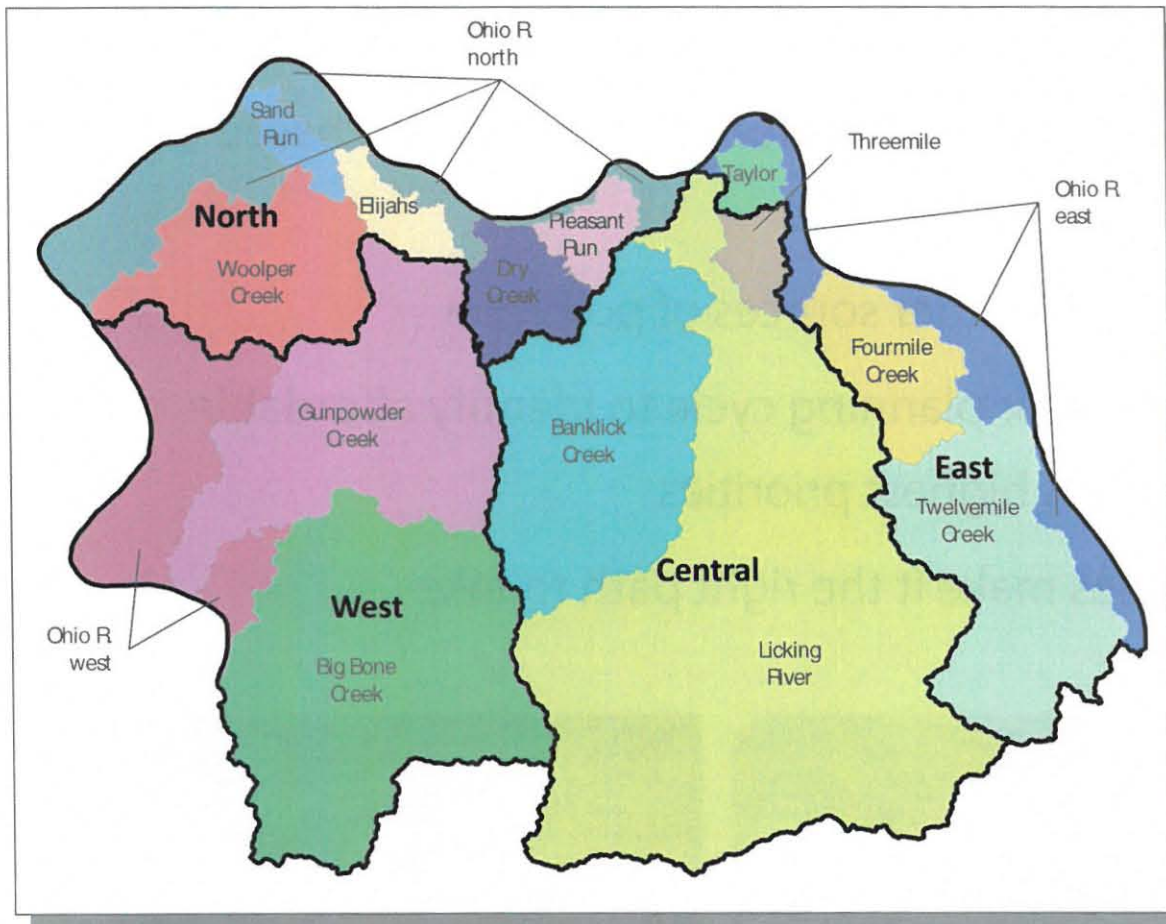 Ohio R
north
Sand
Run
Threemile
Taylor
Ohio R
east
Elijahs
North
Pleasant
Run
Woolper
Creek
Dry
Creek
Fourmile
Creek
Gunpowder
Creek
Banklick
Creek
East
Twelvemile
Creek
Central
West
Ohio R
west
Licking
River
Big Bone
Creek